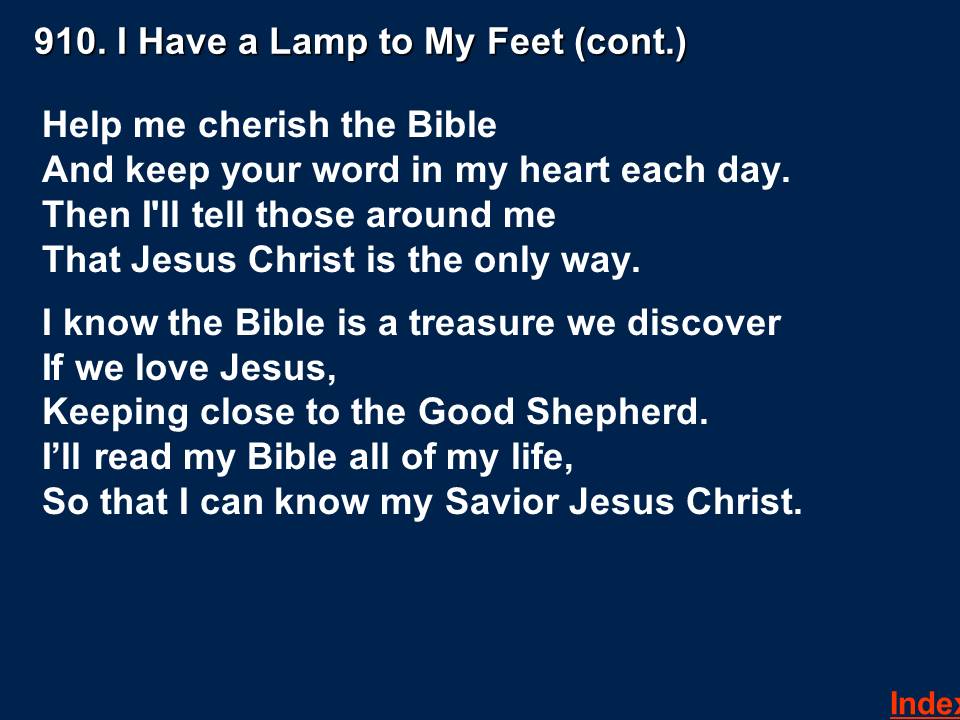 910. I Have a Lamp to My Feet (cont.)
Help me cherish the Bible
And keep your word in my heart each day.
Then I'll tell those around me
That Jesus Christ is the only way.
I know the Bible is a treasure we discover
If we love Jesus,
Keeping close to the Good Shepherd.
I’ll read my Bible all of my life,
So that I can know my Savior Jesus Christ.
Index